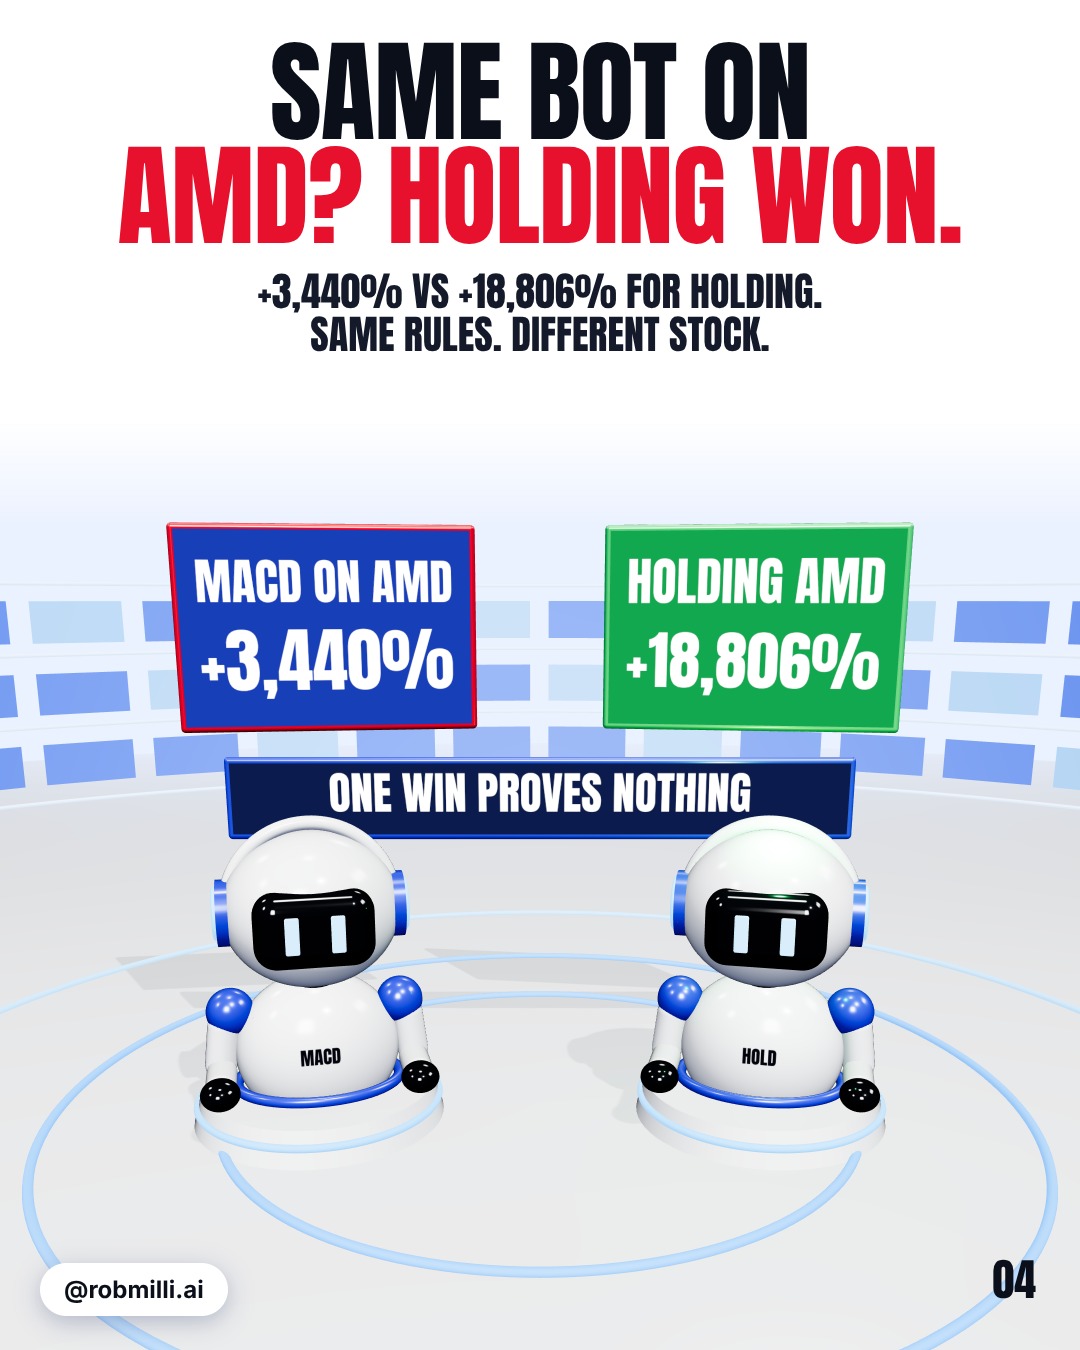 SAME BOT ON
AMD? HOLDING WON.
+3,440% VS +18,806% FOR HOLDING.
SAME RULES. DIFFERENT STOCK.
MACD ON AMD
+3,440%
HOLDING AMD
+18,806%
ONE WIN PROVES NOTHING
MACD
HOLD
@robmilli.ai
04